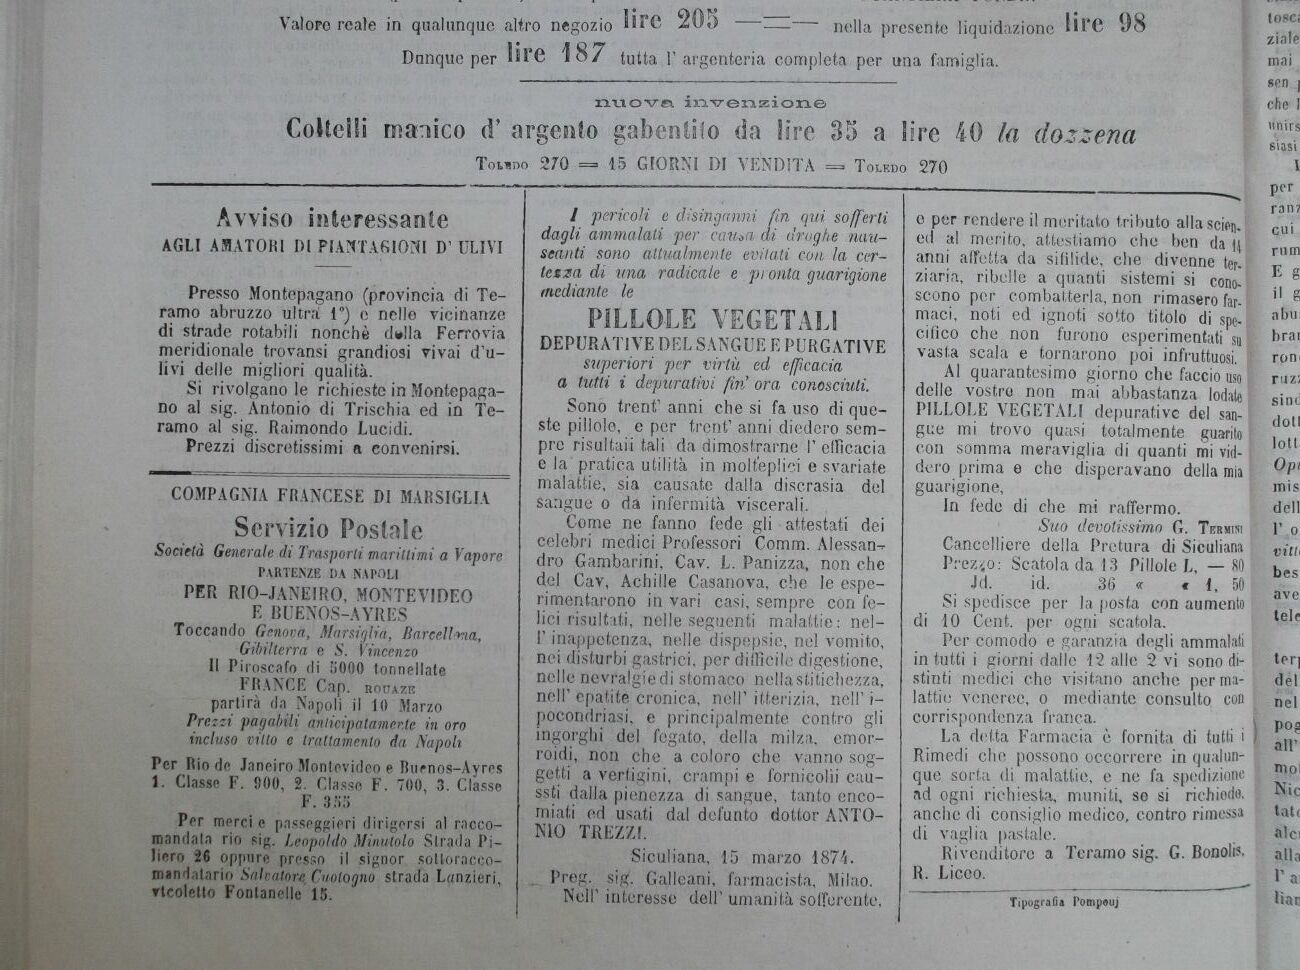 Valore reale in qualunque altro negozio lire 205 —=— nella presente liquidazione lire 98
Dunque per lire 187 tutta l' argenteria completa per una famiglia.
nuova invenzione
Coltelli manico d' argento gabentito da lire 35 a lire 40 la dozzena
Toledo 270 = 15 GIORNI DI VENDITA = Toledo 270
Avviso interessante
AGLI AMATORI DI PIANTAGIONI D' ULIVI
Presso Montepagano (provincia di Te-
ramo abruzzo ultra 1°) e nelle vicinanze
di strade rotabili nonchè della Ferrovia
meridionale trovansi grandiosi vivai d'u-
livi delle migliori qualità.
Si rivolgano le richieste in Montepaga-
no al sig. Antonio di Trischia ed in Te-
ramo al sig. Raimondo Lucidi.
Prezzi discretissimi a convenirsi.
COMPAGNIA FRANCESE DI MARSIGLIA
Servizio Postale
Società Generale di Trasporti marittimi a Vapore
PARTENZE DA NAPOLI
PER RIO-JANEIRO, MONTEVIDEO
E BUENOS-AYRES
Toccando Genova, Marsiglia, Barcellona,
Gibilterra e S. Vincenzo
Il Piroscafo di 5000 tonnellate
FRANCE Cap. ROUAZE
partirà da Napoli il 10 Marzo
Prezzi pagabili anticipatamerte in oro
incluso vitto e trattamento da Napoli
Per Rio de Janeiro Montevideo e Buenos-Ayres
1. Classe F. 900, 2. Classe F. 700, 3. Classe
F. 355
Per merci e passeggieri dirigersi al racco-
mandata rio sig. Leopoldo Minutolo Strada Pi-
liero 26 oppure presso il signor sottoracco-
mandatario Salvatore Cuotogno strada Lanzieri,
vicoletto Fontanelle 15.
I pericoli e disinganni fin qui sofferti
dagli ammalati per causa di droghe nau-
seanti sono attualmente evitati con la cer-
tezza di una radicale e pronta guarigione
mediante le
PILLOLE VEGETALI
DEPURATIVE DEL SANGUE E PURGATIVE
superiori per virtù ed efficacia
a tutti i depurativi fin' ora conosciuti.
Sono trent' anni che si fa uso di que-
ste pillole, e per trent' anni diedero sem-
pre risultaii tali da dimostrarne l' efficacia
e la pratica utilità in molteplici e svariate
malattie, sia causate dalla discrasia del
sangue o da infermità viscerali.
Come ne fanno fede gli attestati dei
celebri medici Professori Comm. Alessan-
dro Gambarini, Cav. L. Panizza, non che
del Cav, Achille Casanova, che le espe-
rimentarono in vari casi, sempre con fe-
lici risultati, nelle seguenti malattie: nel-
l' inappetenza, nelle dispepsie, nel vomito,
nei disturbi gastrici, per difficile digestione,
nelle nevralgie di stomaco nella stitichezza,
nell' epatite cronica, nell' itterizia, nell' i-
pocondriasi, e principalmente contro gli
ingorghi del fegato, della milza, emor-
roidi, non che a coloro che vanno sog-
getti a vertigini, crampi e fornicolii cau-
ssti dalla pienezza di sangue, tanto enco-
miati ed usati dal defunto dottor ANTO-
NIO TREZZI.
Siculiana, 15 marzo 1874.
Preg. sig. Galleani, farmacista, Milao.
Nell' interesse dell' umanità sofferente,
e per rendere il meritato tributo alla scien-
ed al merito, attestiamo che ben da 14
anni affetta da sifilide, che divenne ter-
ziaria, ribelle a quanti sistemi si cono-
scono per combatterla, non rimasero far-
maci, noti ed ignoti sotto titolo di spe-
cifico che non furono esperimentati su
vasta scala e tornarono poi infruttuosi.
Al quarantesimo giorno che faccio uso
delle vostre non mai abbastanza lodate
PILLOLE VEGETALI depurative del san-
gue mi trovo quasi totalmente guarito
con somma meraviglia di quanti mi vid-
dero prima e che disperavano della mia
guarigione,
In fede di che mi raffermo.
Suo devotissimo G. Termini
Cancelliere della Pretura di Siculiana
Prezzo: Scatola da 13 Pillole L, — 80
Jd. id. 36 « « 1, 50
Si spedisce per la posta con aumento
di 10 Cent. per ogni scatola.
Per comodo e garanzia degli ammalati
in tutti i giorni dalle 12 alle 2 vi sono di-
stinti medici che visitano anche per ma-
lattie veneree, o mediante consulto con
corrispondenza franca.
La detta Farmacia è fornita di tutti i
Rimedi che possono occorrere in qualun-
que sorta di malattie, e ne fa spedizione
ad ogni richiesta, muniti, se si richiede,
anche di consiglio medico, contro rimessa
di vaglia pastale.
Rivenditore a Teramo sig. G. Bonolis.
R. Liceo.
Tipografia Pompouj